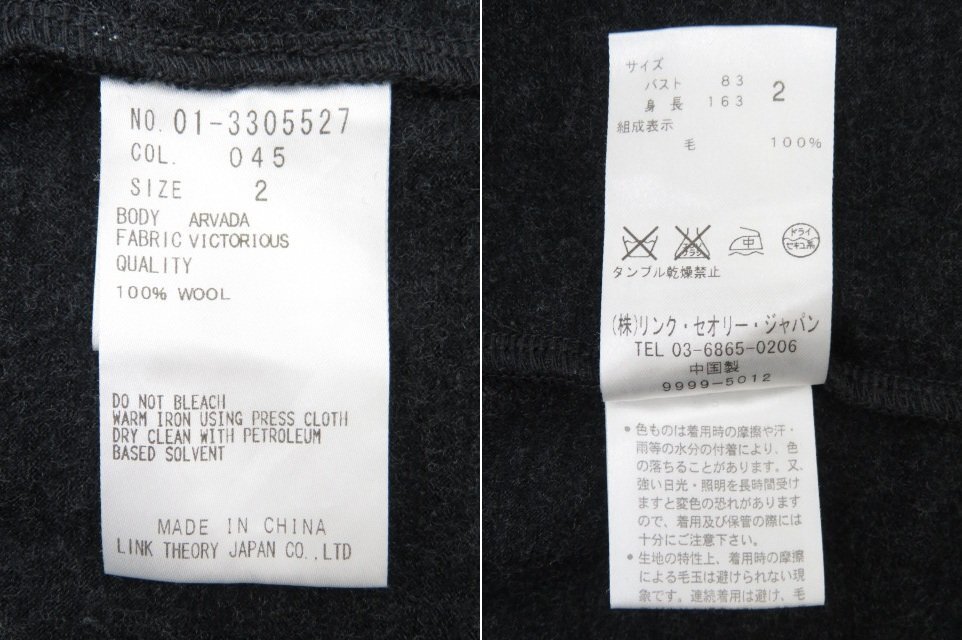 NO. 01-3305527
COL. 045
SIZE 2
BODY ARVADA
FABRIC VICTORIOUS
QUALITY
100% WOOL
DO NOT BLEACH
WARM IRON USING PRESS CLOTH
DRY CLEAN WITH PETROLEUM
BASED SOLVENT
MADE IN CHINA
LINK THEORY JAPAN CO.,LTD
サイズ
バスト 83
身長 163 2
組成表示
毛 100%
中
ドライ
セキユ系
タンブル乾燥禁止
(株)リンク・セオリー・ジャパン
TEL 03-6865-0206
中国製
9999-5012
●色ものは着用時の摩擦や汗・
雨等の水分の付着により、色
の落ちることがあります。又、
強い日光・照明を長時間受け
ますと変色の恐れがあります
ので、着用及び保管の際には
十分にご注意下さい。
●生地の特性上、着用時の摩擦
による毛玉は避けられない現
象です。連続着用は避け、毛